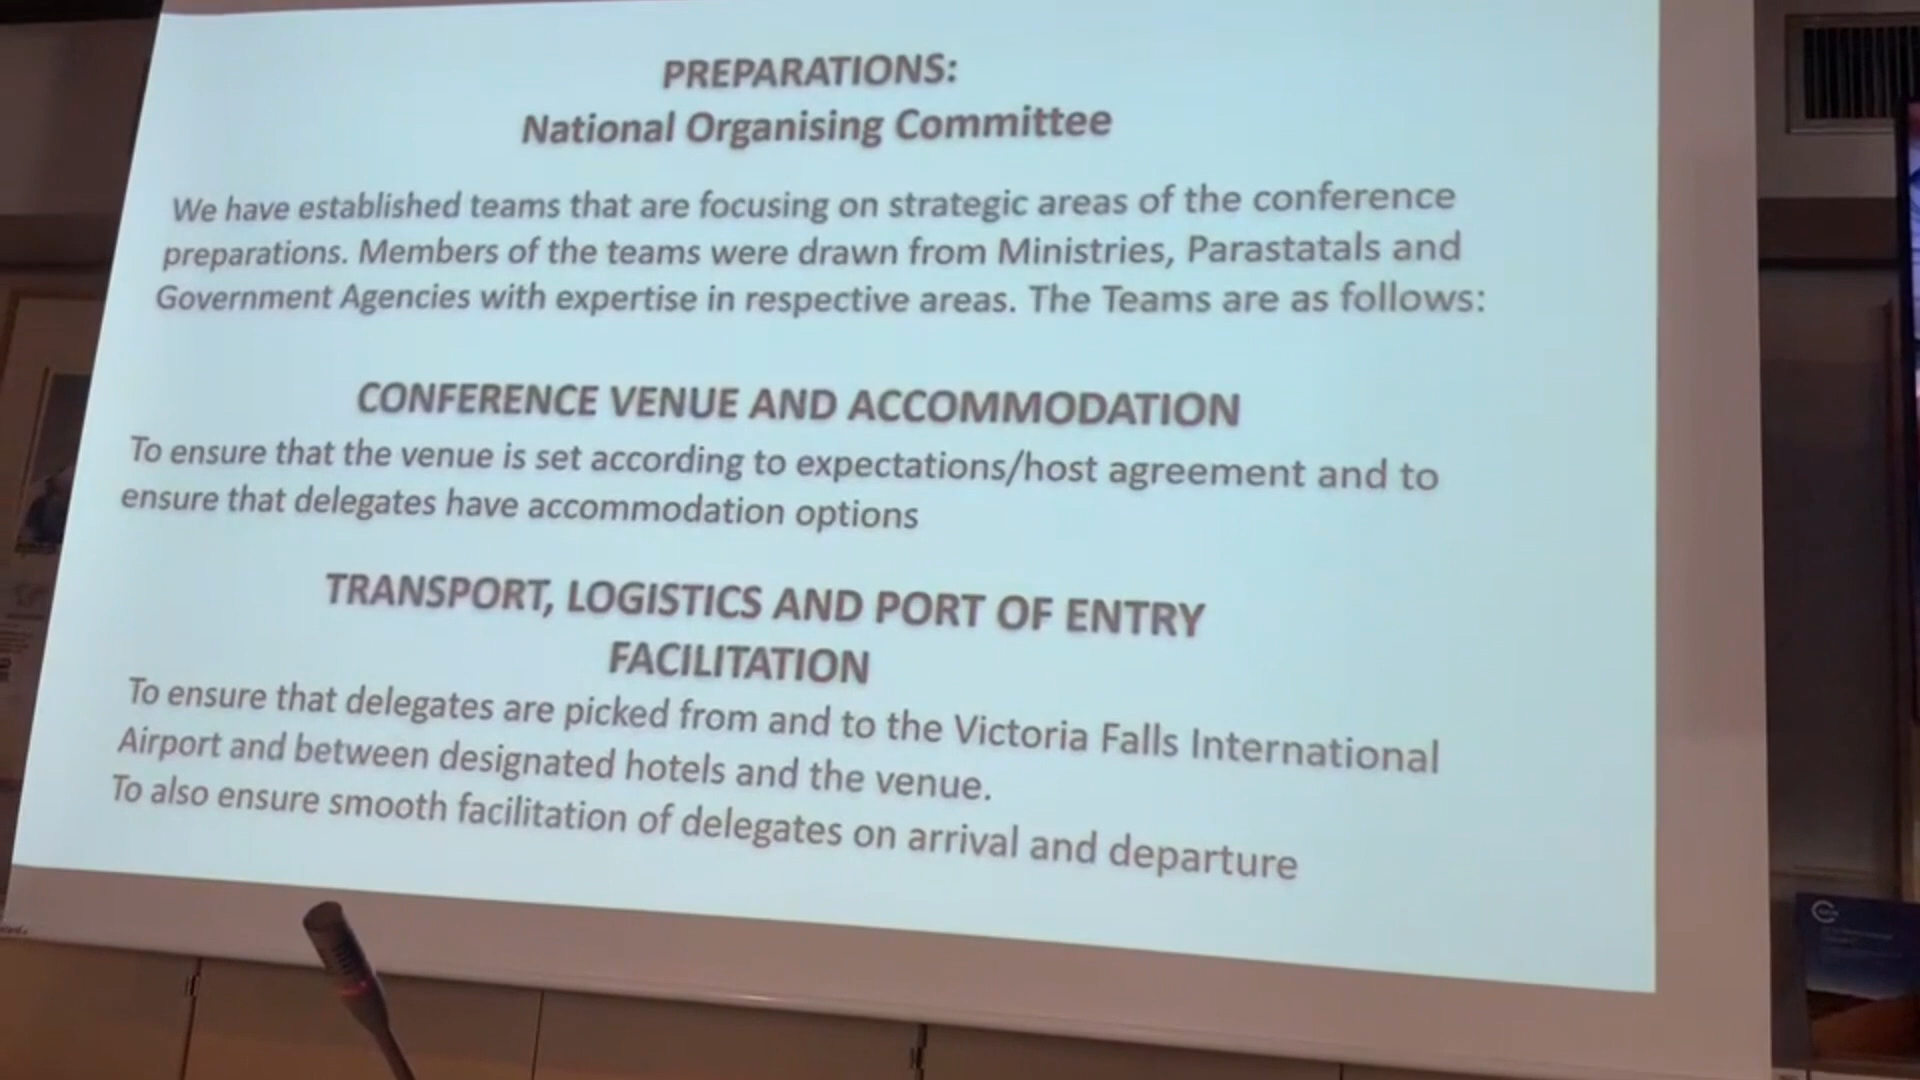 PREPARATIONS:
National Organising Committee
We have established teams that are focusing on strategic areas of the conference
preparations. Members of the teams were drawn from Ministries, Parastatals and
Government Agencies with expertise in respective areas. The Teams are as follows:
CONFERENCE VENUE AND ACCOMMODATION
To ensure that the venue is set according to expectations/host agreement and to
ensure that delegates have accommodation options
TRANSPORT, LOGISTICS AND PORT OF ENTRY
FACILITATION
To ensure that delegates are picked from and to the Victoria Falls International
Airport and between designated hotels and the venue.
To also ensure smooth facilitation of delegates on arrival and departure